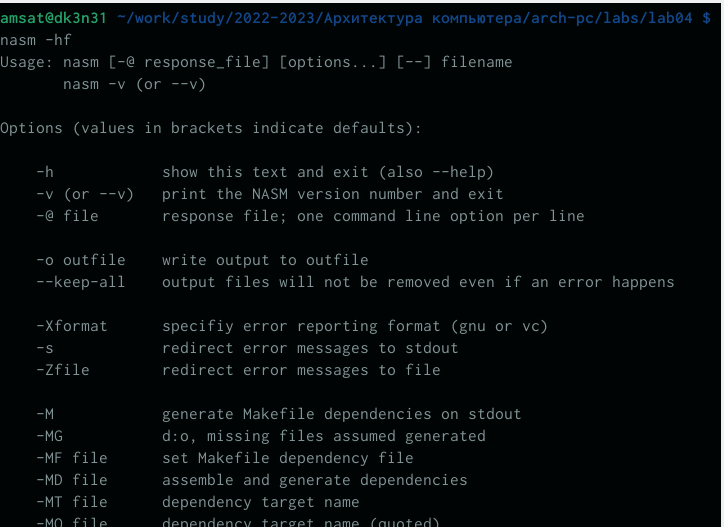 amsat@dk3n31 ~/work/study/2022-2023/Архитектура компьютера/arch-pc/labs/lab04 $
nasm -hf
Usage: nasm [-@ response_file] [options...] [--] filename
       nasm -v (or --v)

Options (values in brackets indicate defaults):

    -h            show this text and exit (also --help)
    -v (or --v)   print the NASM version number and exit
    -@ file       response file; one command line option per line

    -o outfile    write output to outfile
    --keep-all    output files will not be removed even if an error happens

    -Xformat      specifiy error reporting format (gnu or vc)
    -s            redirect error messages to stdout
    -Zfile        redirect error messages to file

    -M            generate Makefile dependencies on stdout
    -MG           d:o, missing files assumed generated
    -MF file      set Makefile dependency file
    -MD file      assemble and generate dependencies
    -MT file      dependency target name
    -MQ file      dependency target name (quoted)